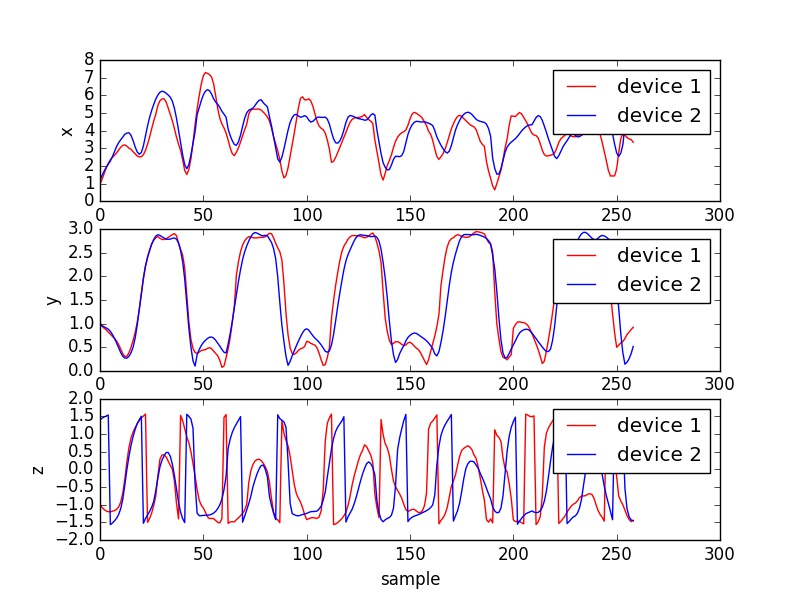 8
7
6
5
4
3
2
1
0
x
device 1
device 2
0 50 100 150 200 250 300
3.0
2.5
2.0
1.5
1.0
0.5
0.0
y
device 1
device 2
0 50 100 150 200 250 300
2.0
1.5
1.0
0.5
0.0
−0.5
−1.0
−1.5
−2.0
z
device 1
device 2
0 50 100 150 200 250 300
sample